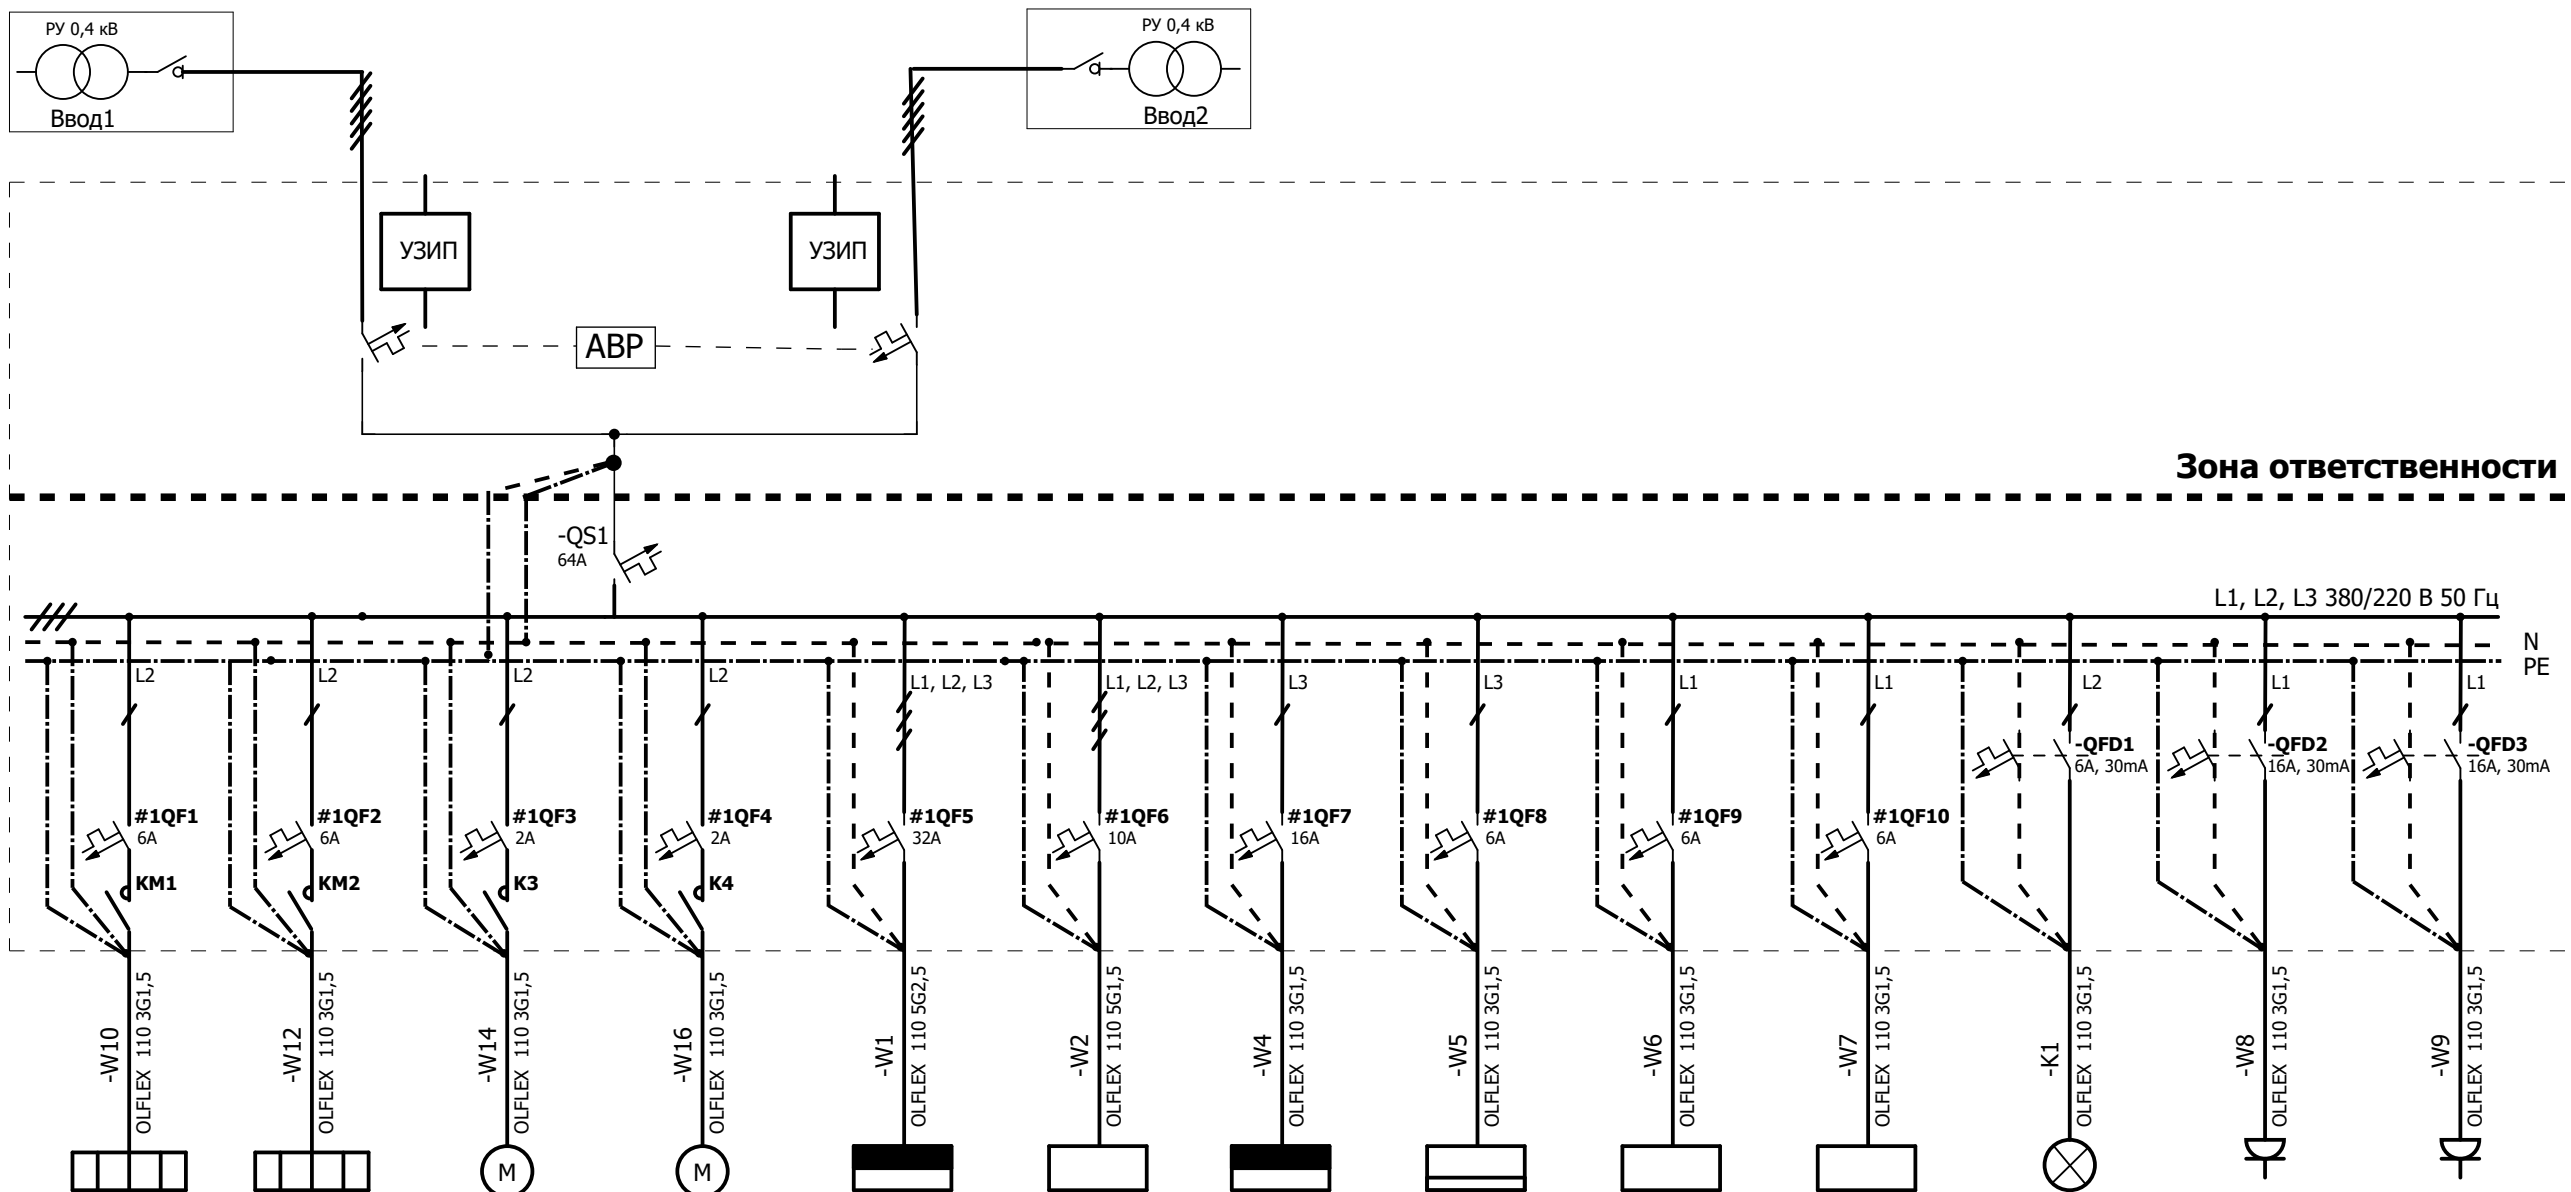 РУ 0,4 кВ
Ввод1
РУ 0,4 кВ
Ввод2
УЗИП
УЗИП
АВР
Зона ответственности
-QS1
64A
L1, L2, L3 380/220 В 50 Гц
N
PE
L2
L2
L2
L2
L1, L2, L3
L1, L2, L3
L3
L3
L1
L1
L2
L1
L1
-QFD1
6A, 30mA
-QFD2
16A, 30mA
-QFD3
16A, 30mA
#1QF1
6A
#1QF2
6A
#1QF3
2A
#1QF4
2A
#1QF5
32A
#1QF6
10A
#1QF7
16A
#1QF8
6A
#1QF9
6A
#1QF10
6A
KM1
KM2
K3
K4
-W10
OLFLEX 110 3G1,5
-W12
OLFLEX 110 3G1,5
-W14
OLFLEX 110 3G1,5
-W16
OLFLEX 110 3G1,5
-W1
OLFLEX 110 5G2,5
-W2
OLFLEX 110 5G1,5
-W4
OLFLEX 110 3G1,5
-W5
OLFLEX 110 3G1,5
-W6
OLFLEX 110 3G1,5
-W7
OLFLEX 110 3G1,5
-K1
OLFLEX 110 3G1,5
-W8
OLFLEX 110 3G1,5
-W9
OLFLEX 110 3G1,5
M
M